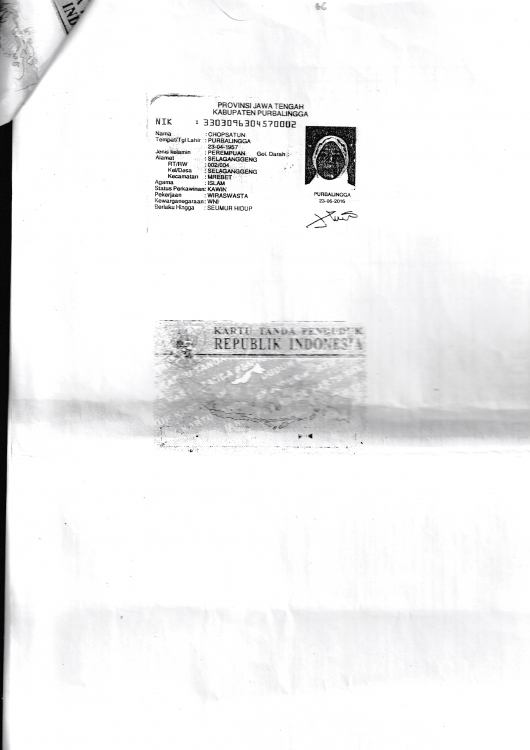 PROVINSI JAWA TENGAH
KABUPATEN PURBALINGGA
NIK : 3303096304570002
Nama : CHOPSATUN
Tempat/Tgl Lahir : PURBALINGGA
23-04-1957
Jenis kelamin : PEREMPUAN Gol. Darah :
Alamat : SELAGANGGENG
RT/RW : 002/004
Kel/Desa : SELAGANGGENG
Kecamatan : MREBET
Agama : ISLAM
Status Perkawinan: KAWIN
Pekerjaan : WIRASWASTA
Kewarganegaraan: WNI
Berlaku Hingga : SEUMUR HIDUP
PURBALINGGA
23-05-2016
KARTU TANDA PENDUDUK
REPUBLIK INDONESIA